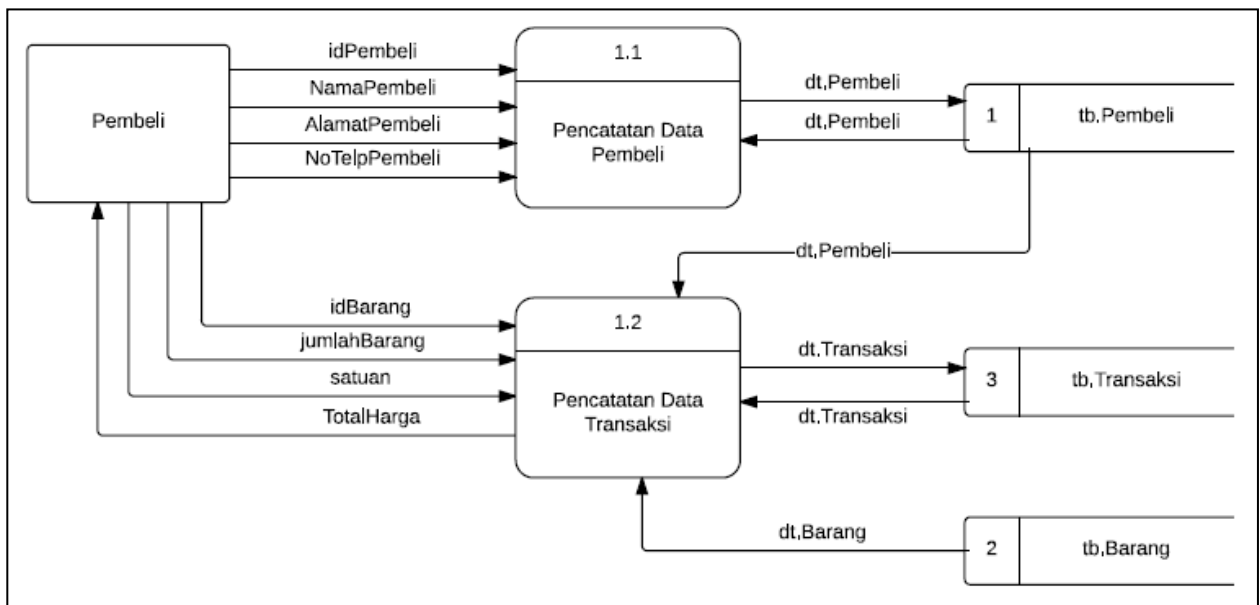 Pembeli
idPembeli
NamaPembeli
AlamatPembeli
NoTelpPembeli
1.1
Pencatatan Data
Pembeli
dt.Pembeli
dt.Pembeli
1
tb.Pembeli
dt.Pembeli
idBarang
jumlahBarang
satuan
TotalHarga
1.2
Pencatatan Data
Transaksi
dt.Transaksi
dt.Transaksi
3
tb.Transaksi
dt.Barang
2
tb.Barang